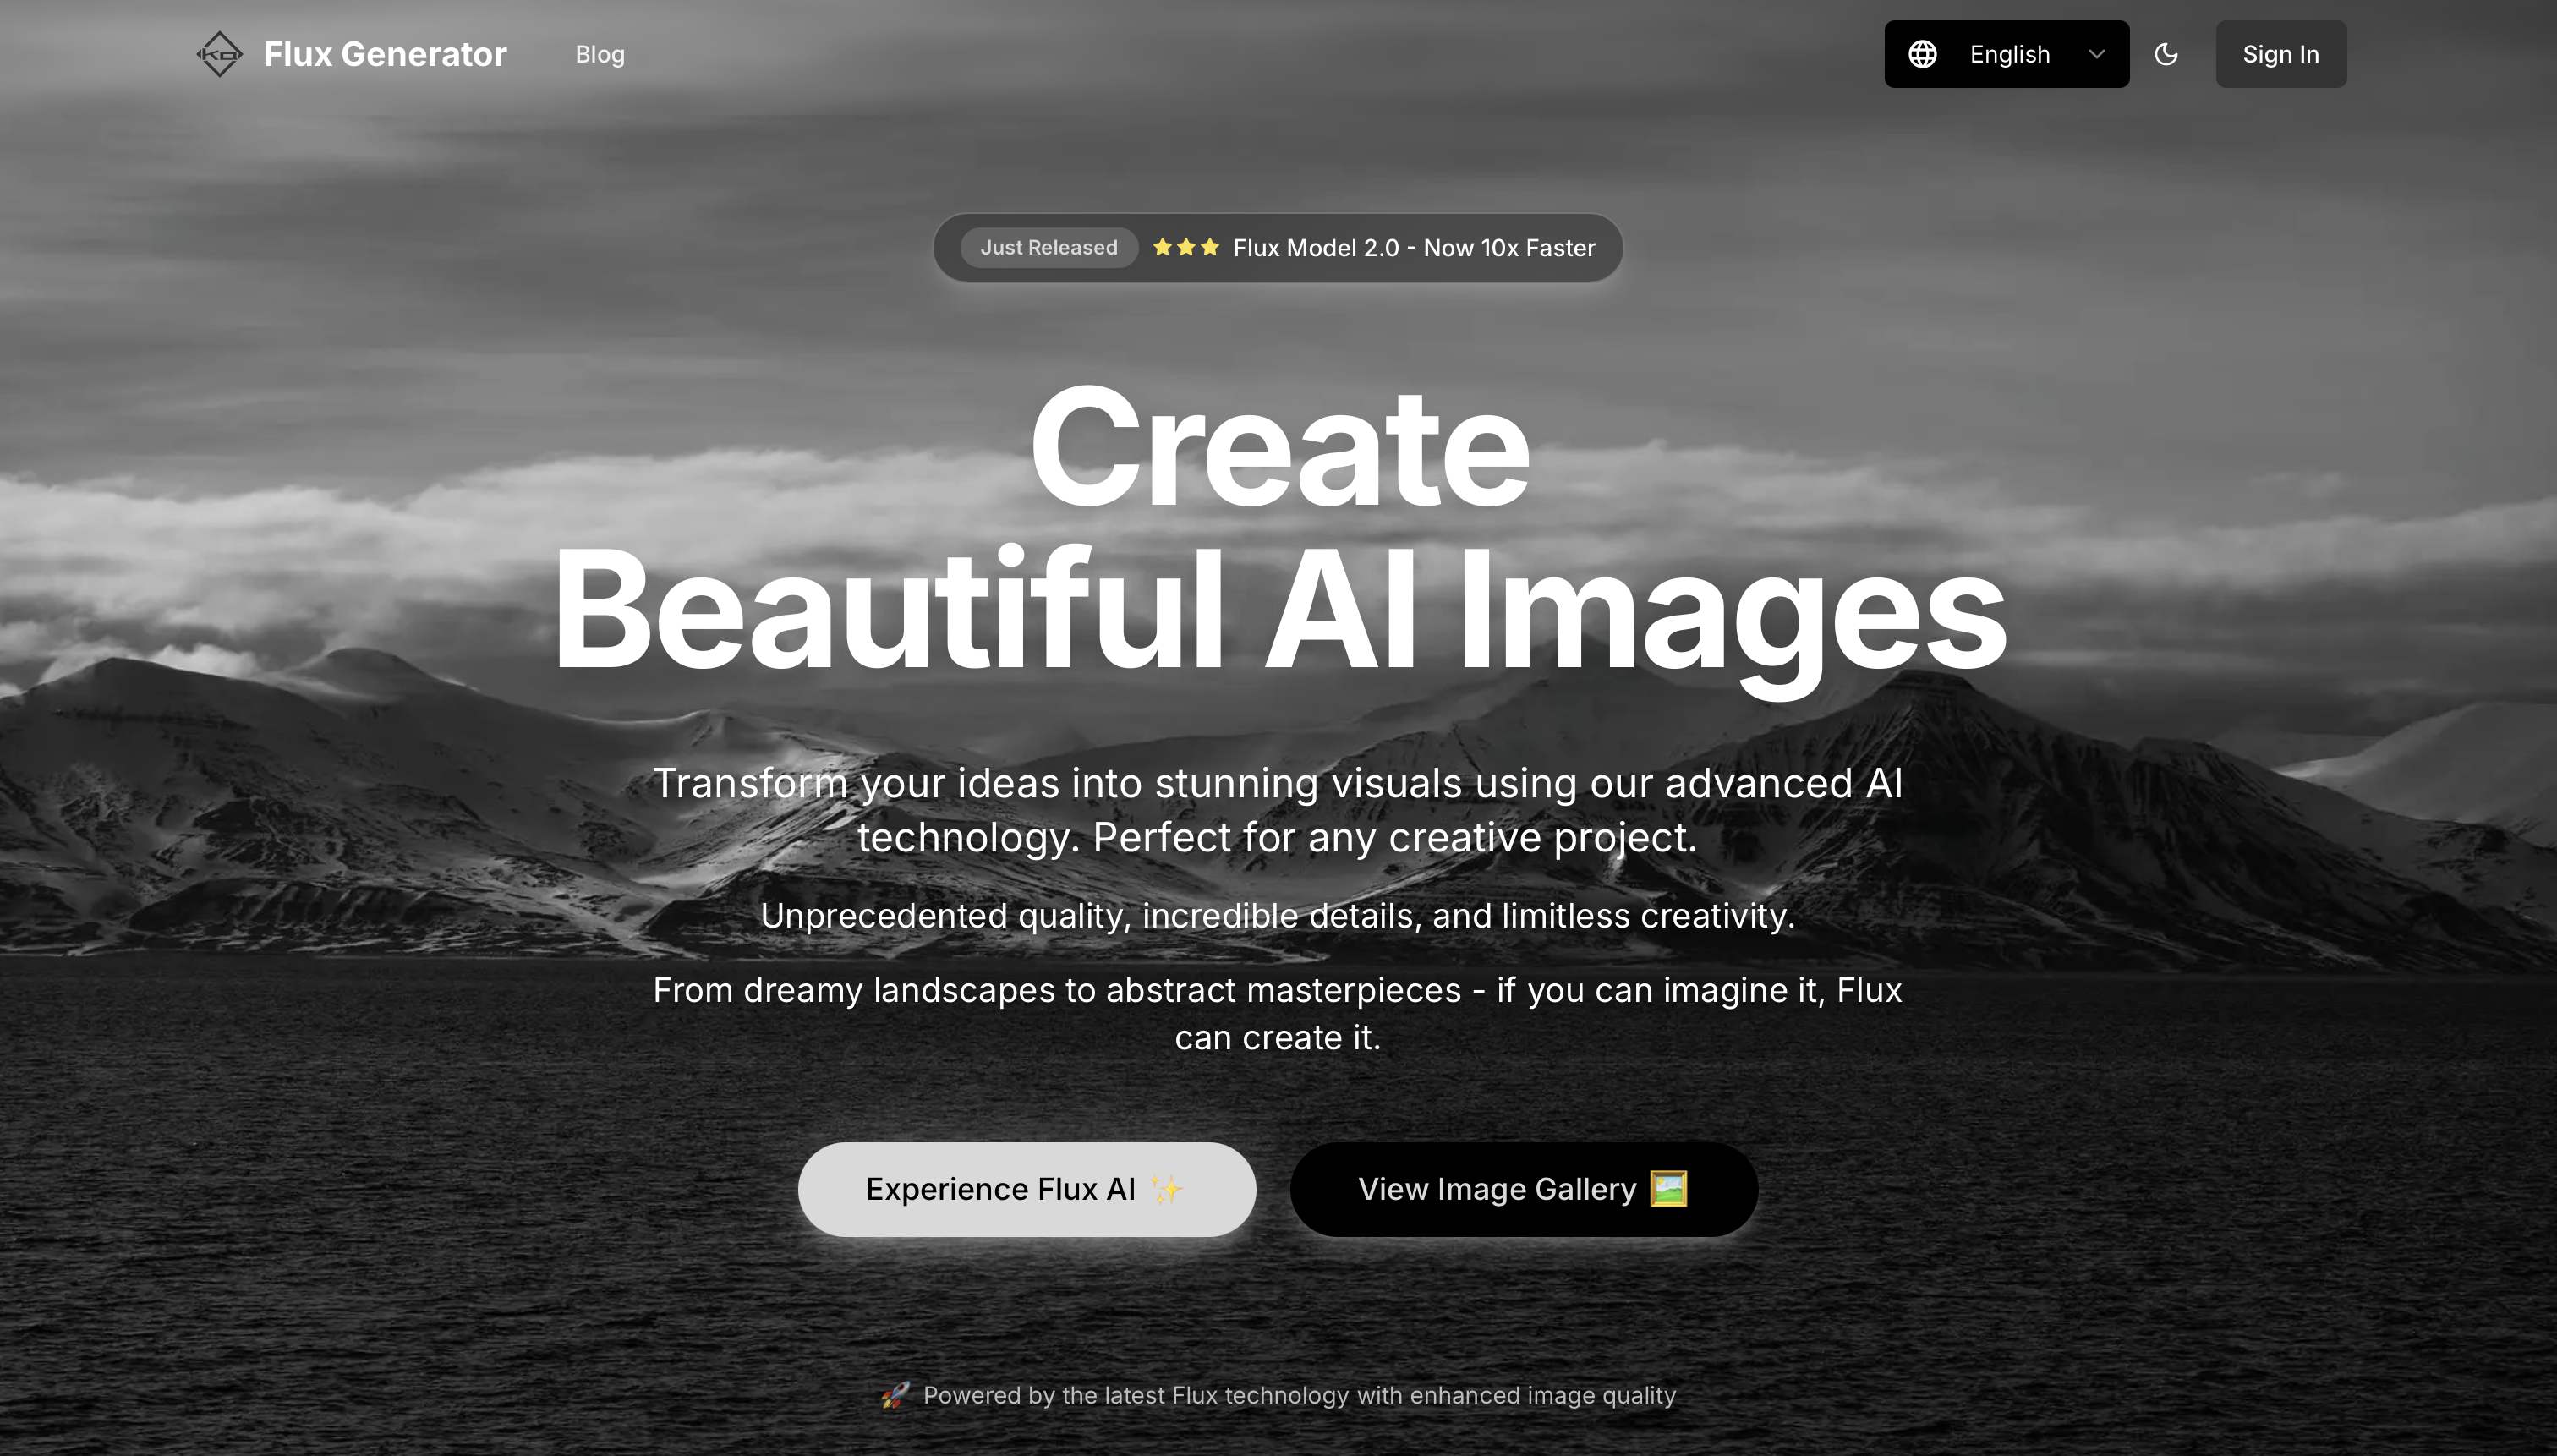 KQ
Flux Generator
Blog
English
Sign In
Just Released ⭐⭐⭐ Flux Model 2.0 - Now 10x Faster
Create
Beautiful AI Images
Transform your ideas into stunning visuals using our advanced AI
technology. Perfect for any creative project.
Unprecedented quality, incredible details, and limitless creativity.
From dreamy landscapes to abstract masterpieces - if you can imagine it, Flux
can create it.
Experience Flux AI ✨
View Image Gallery 🖼️
🚀 Powered by the latest Flux technology with enhanced image quality